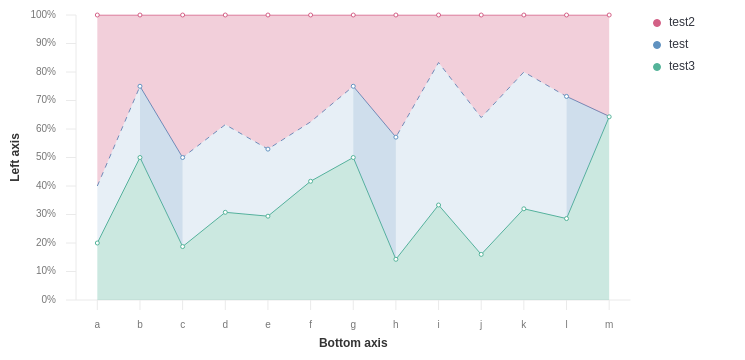 100%
90%
80%
70%
60%
50%
40%
30%
20%
10%
0%
Left axis
a b c d e f g h i j k l m
Bottom axis
test2
test
test3